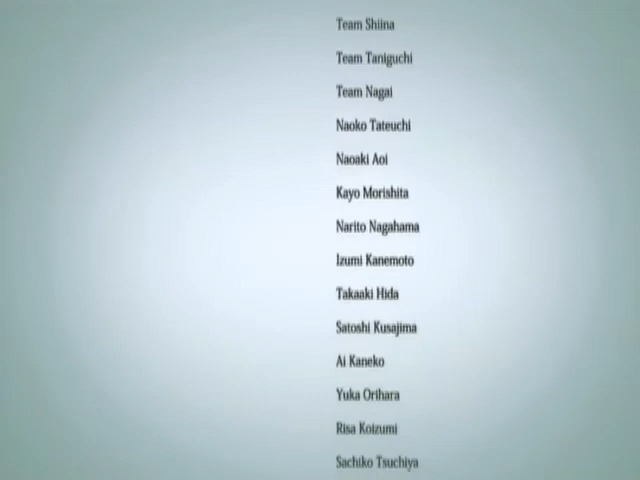 Team Shiina
Team Taniguchi
Team Nagai
Naoko Tateuchi
Naoaki Aoi
Kayo Morishita
Narito Nagahama
Izumi Kanemoto
Takaaki Hida
Satoshi Kusajima
Ai Kaneko
Yuka Orihara
Risa Koizumi
Sachiko Tsuchiya